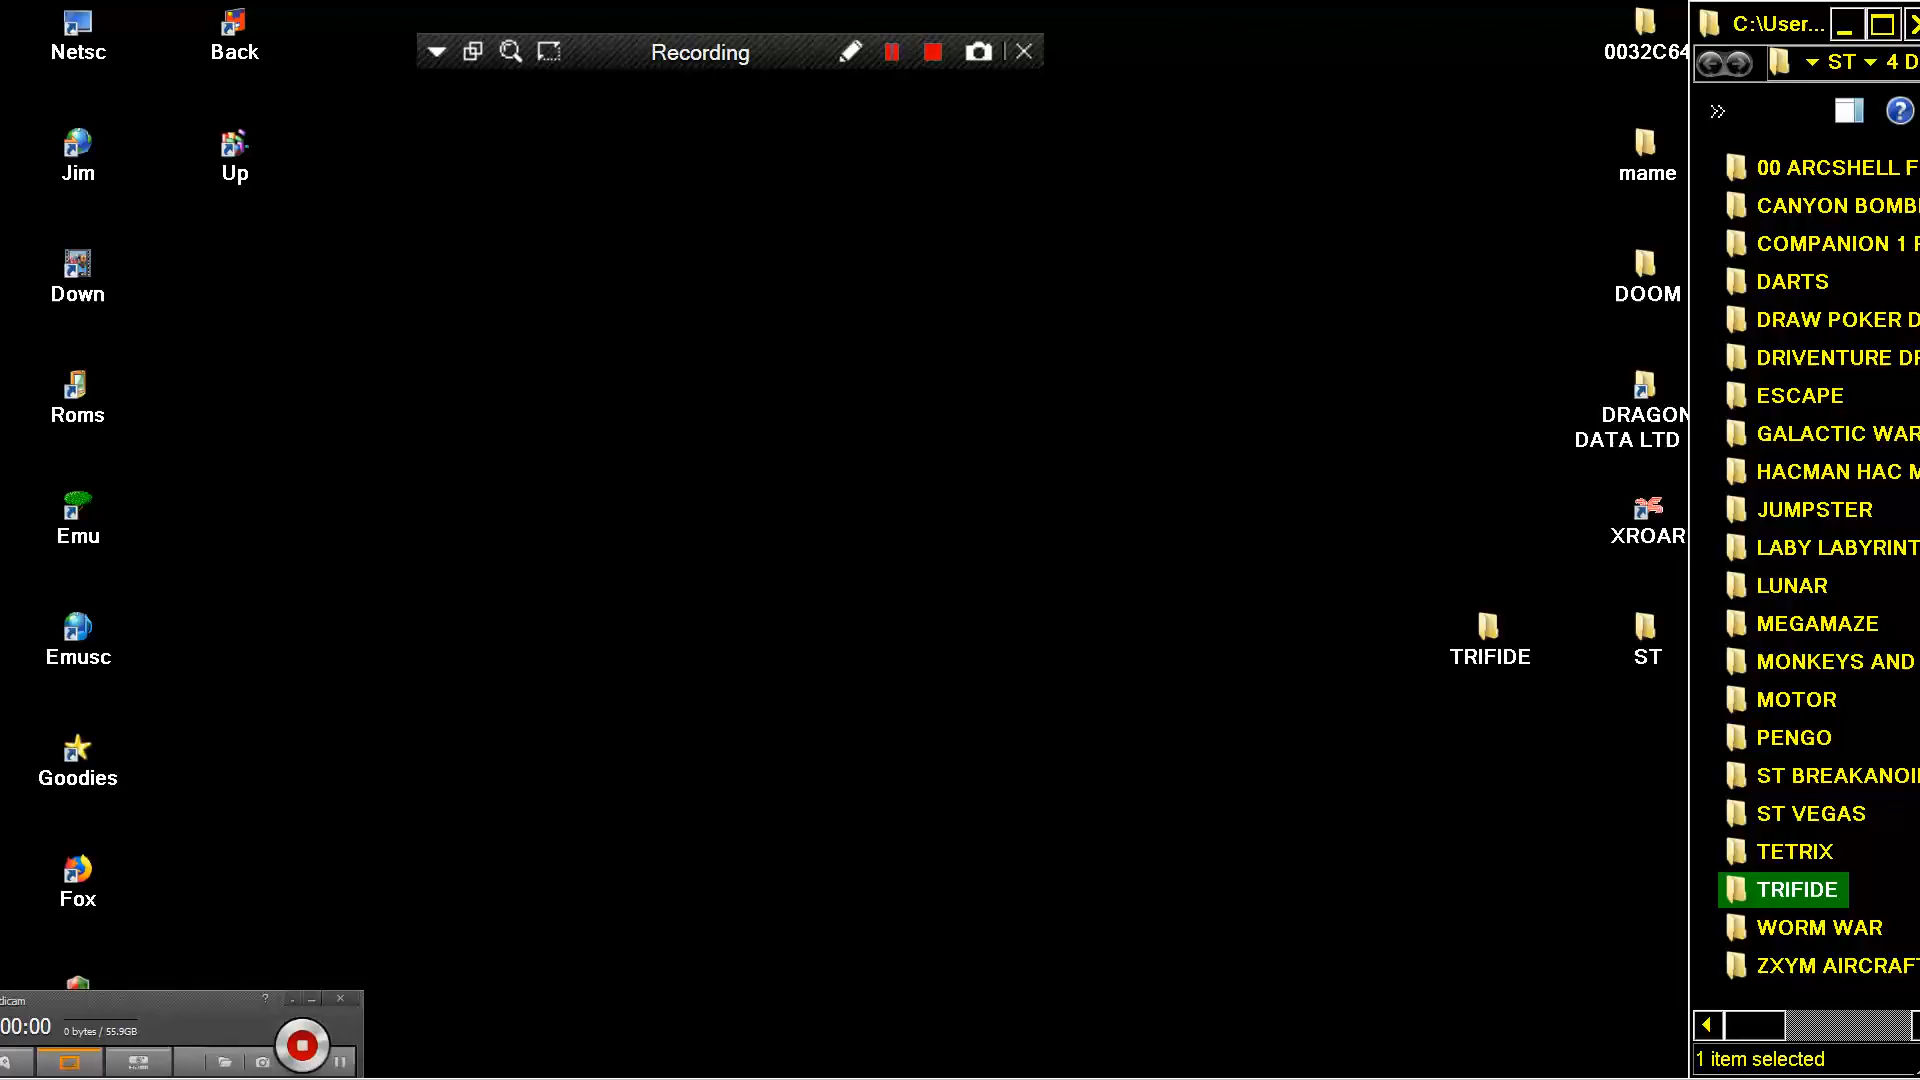 Netsc
Back
Jim
Up
Down
Roms
Emu
Emusc
Goodies
Fox
Recording
0032C64
mame
DOOM
DRAGON
DATA LTD
XROAR
TRIFIDE
ST
C:\User...
ST 4 D
00 ARCSHELL F
CANYON BOMB
COMPANION 1
DARTS
DRAW POKER D
DRIVENTURE DR
ESCAPE
GALACTIC WAR
HACMAN HAC M
JUMPSTER
LABY LABYRINT
LUNAR
MEGAMAZE
MONKEYS AND
MOTOR
PENGO
ST BREAKANOI
ST VEGAS
TETRIX
TRIFIDE
WORM WAR
ZXYM AIRCRAFT
1 item selected
dicam
00:00
0 bytes / 55.9GB